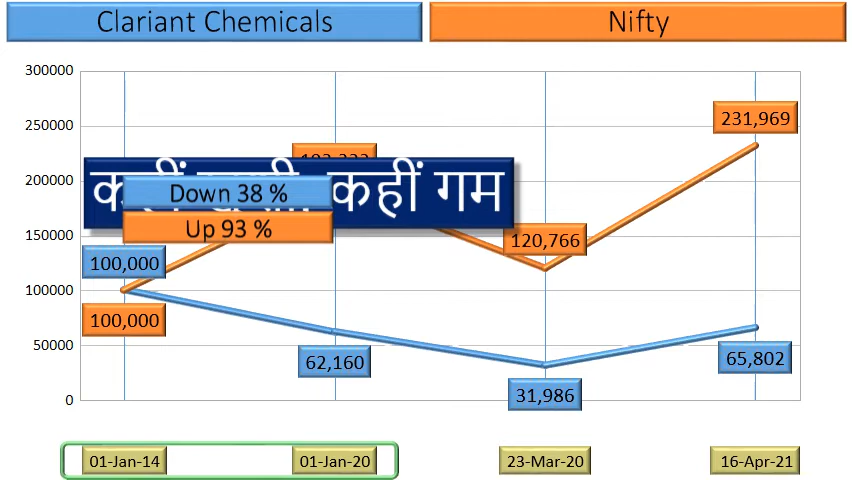 Clariant Chemicals
Nifty
300000
250000
231,969
200000
कहीं कहीं गम
Down 38 %
Up 93 %
150000
120,766
100,000
100000
100,000
50000
62,160
65,802
31,986
0
01-Jan-14
01-Jan-20
23-Mar-20
16-Apr-21